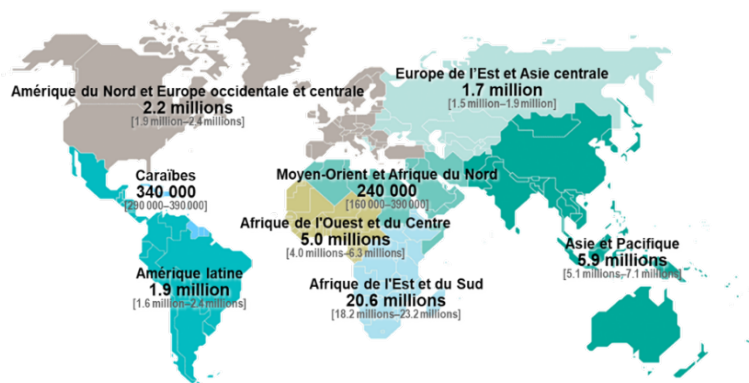 Amérique du Nord et Europe occidentale et centrale
2.2 millions
[1.9 million–2.4 millions]
Europe de l'Est et Asie centrale
1.7 million
[1.5 million–1.9 million]
Caraïbes
340 000
[290 000–390 000]
Moyen-Orient et Afrique du Nord
240 000
[160 000–390 000]
Afrique de l'Ouest et du Centre
5.0 millions
[4.0 millions–6.3 millions]
Asie et Pacifique
5.9 millions
[5.1 millions–7.1 millions]
Amérique latine
1.9 million
[1.6 million–2.4 millions]
Afrique de l'Est et du Sud
20.6 millions
[18.2 millions–23.2 millions]